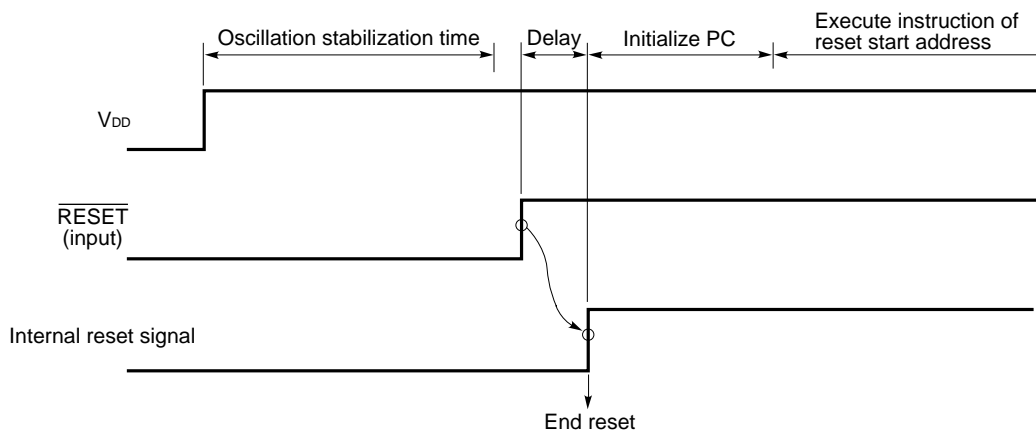 Oscillation stabilization time
Delay
Initialize PC
Execute instruction of
reset start address
VDD
RESET
(input)
Internal reset signal
End reset